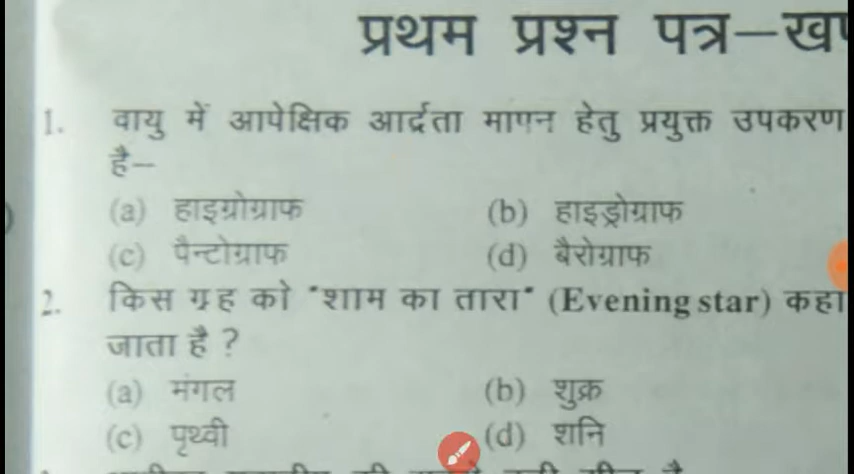 प्रथम प्रश्न पत्र–
1. वायु में आपेक्षिक आर्द्रता मापन हेतु प्रयुक्त उपकरण
है–
(a) हाइग्रोग्राफ (b) हाइड्रोग्राफ
(c) पैन्टोग्राफ (d) बैरोग्राफ
2. किस ग्रह को "शाम का तारा" (Evening star) कहा
जाता है ?
(a) मंगल (b) शुक्र
(c) पृथ्वी (d) शनि